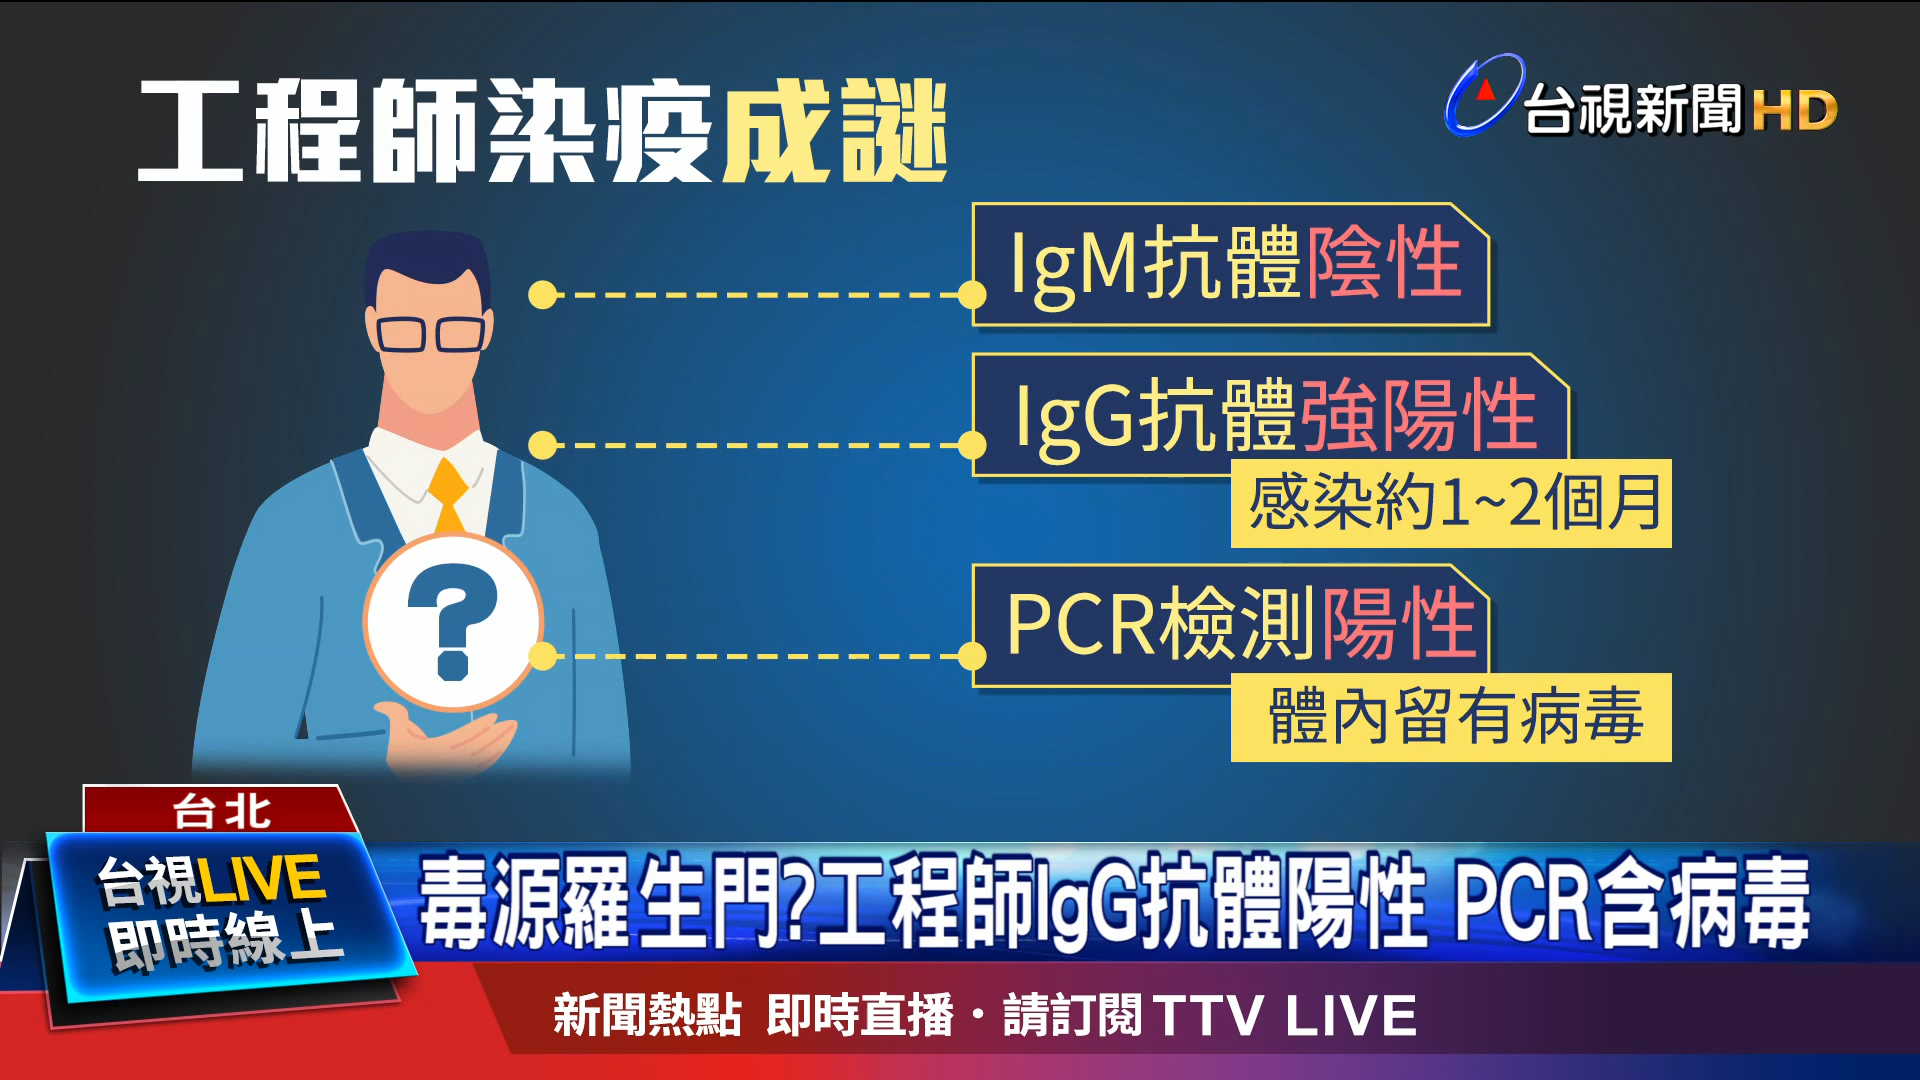 工程師染疫成謎
台視新聞HD
IgM抗體陰性
IgG抗體強陽性
感染約1~2個月
PCR檢測陽性
體內留有病毒
?
台北
台視LIVE
即時線上
毒源羅生門?工程師IgG抗體陽性 PCR含病毒
新聞熱點 即時直播·請訂閱TTV LIVE